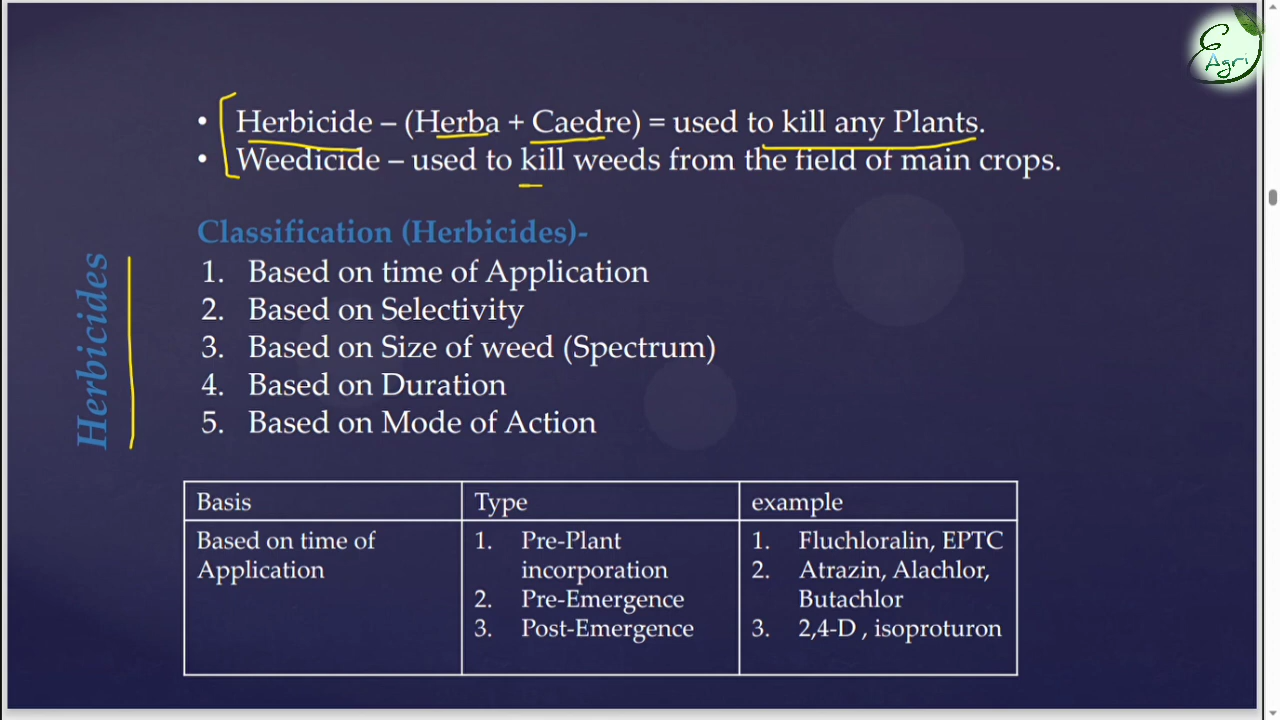 E
Agri
• Herbicide – (Herba + Caedre) = used to kill any Plants.
• Weedicide – used to kill weeds from the field of main crops.
Herbicides
Classification (Herbicides)-
1. Based on time of Application
2. Based on Selectivity
3. Based on Size of weed (Spectrum)
4. Based on Duration
5. Based on Mode of Action
Basis
Type
example
Based on time of
Application
1. Pre-Plant
incorporation
2. Pre-Emergence
3. Post-Emergence
1. Fluchloralin, EPTC
2. Atrazin, Alachlor,
Butachlor
3. 2,4-D , isoproturon